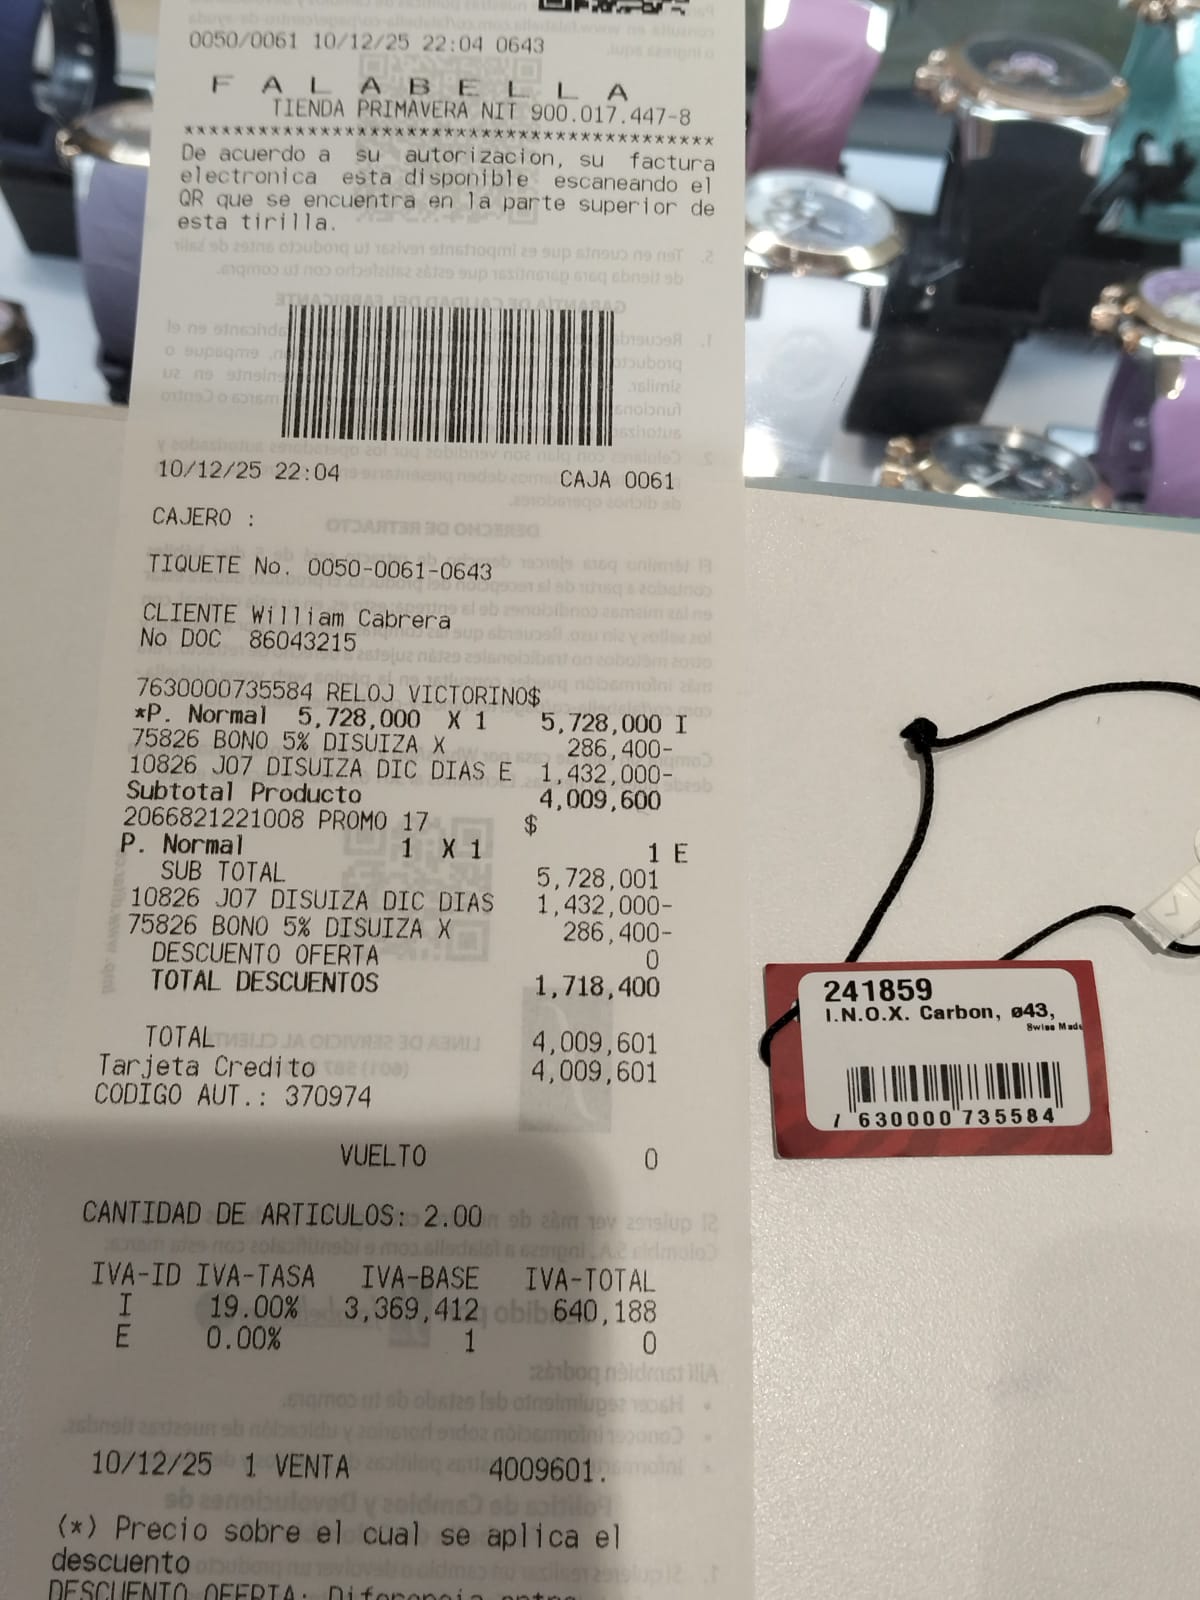 0050/0061 10/12/25 22:04 0643
FALABELLA
TIENDA PRIMAVERA NIT 900.017.447-8
******************************************
De acuerdo a su autorizacion, su factura
electronica esta disponible escaneando el
QR que se encuentra en la parte superior de
esta tirilla.
10/12/25 22:04 CAJA 0061
CAJERO :
TIQUETE No. 0050-0061-0643
CLIENTE William Cabrera
No DOC 86043215
7630000735584 RELOJ VICTORINO$
*P. Normal 5,728,000 X 1 5,728,000 I
75826 BONO 5% DISUIZA X 286,400-
10826 J07 DISUIZA DIC DIAS E 1,432,000-
Subtotal Producto 4,009,600
2066821221008 PROMO 17 $
P. Normal 1 X 1 1 E
SUB TOTAL 5,728,001
10826 J07 DISUIZA DIC DIAS 1,432,000-
75826 BONO 5% DISUIZA X 286,400-
DESCUENTO OFERTA 0
TOTAL DESCUENTOS 1,718,400
TOTAL 4,009,601
Tarjeta Credito 4,009,601
CODIGO AUT.: 370974
VUELTO 0
CANTIDAD DE ARTICULOS: 2.00
IVA-ID IVA-TASA IVA-BASE IVA-TOTAL
I 19.00% 3,369,412 640,188
E 0.00% 1 0
10/12/25 1 VENTA 4009601.
(*) Precio sobre el cual se aplica el
descuento
DESCUENTO OFERTA: Diferencia entre
241859
I.N.O.X. Carbon, ø43,
Swiss Made
7 630000 735584